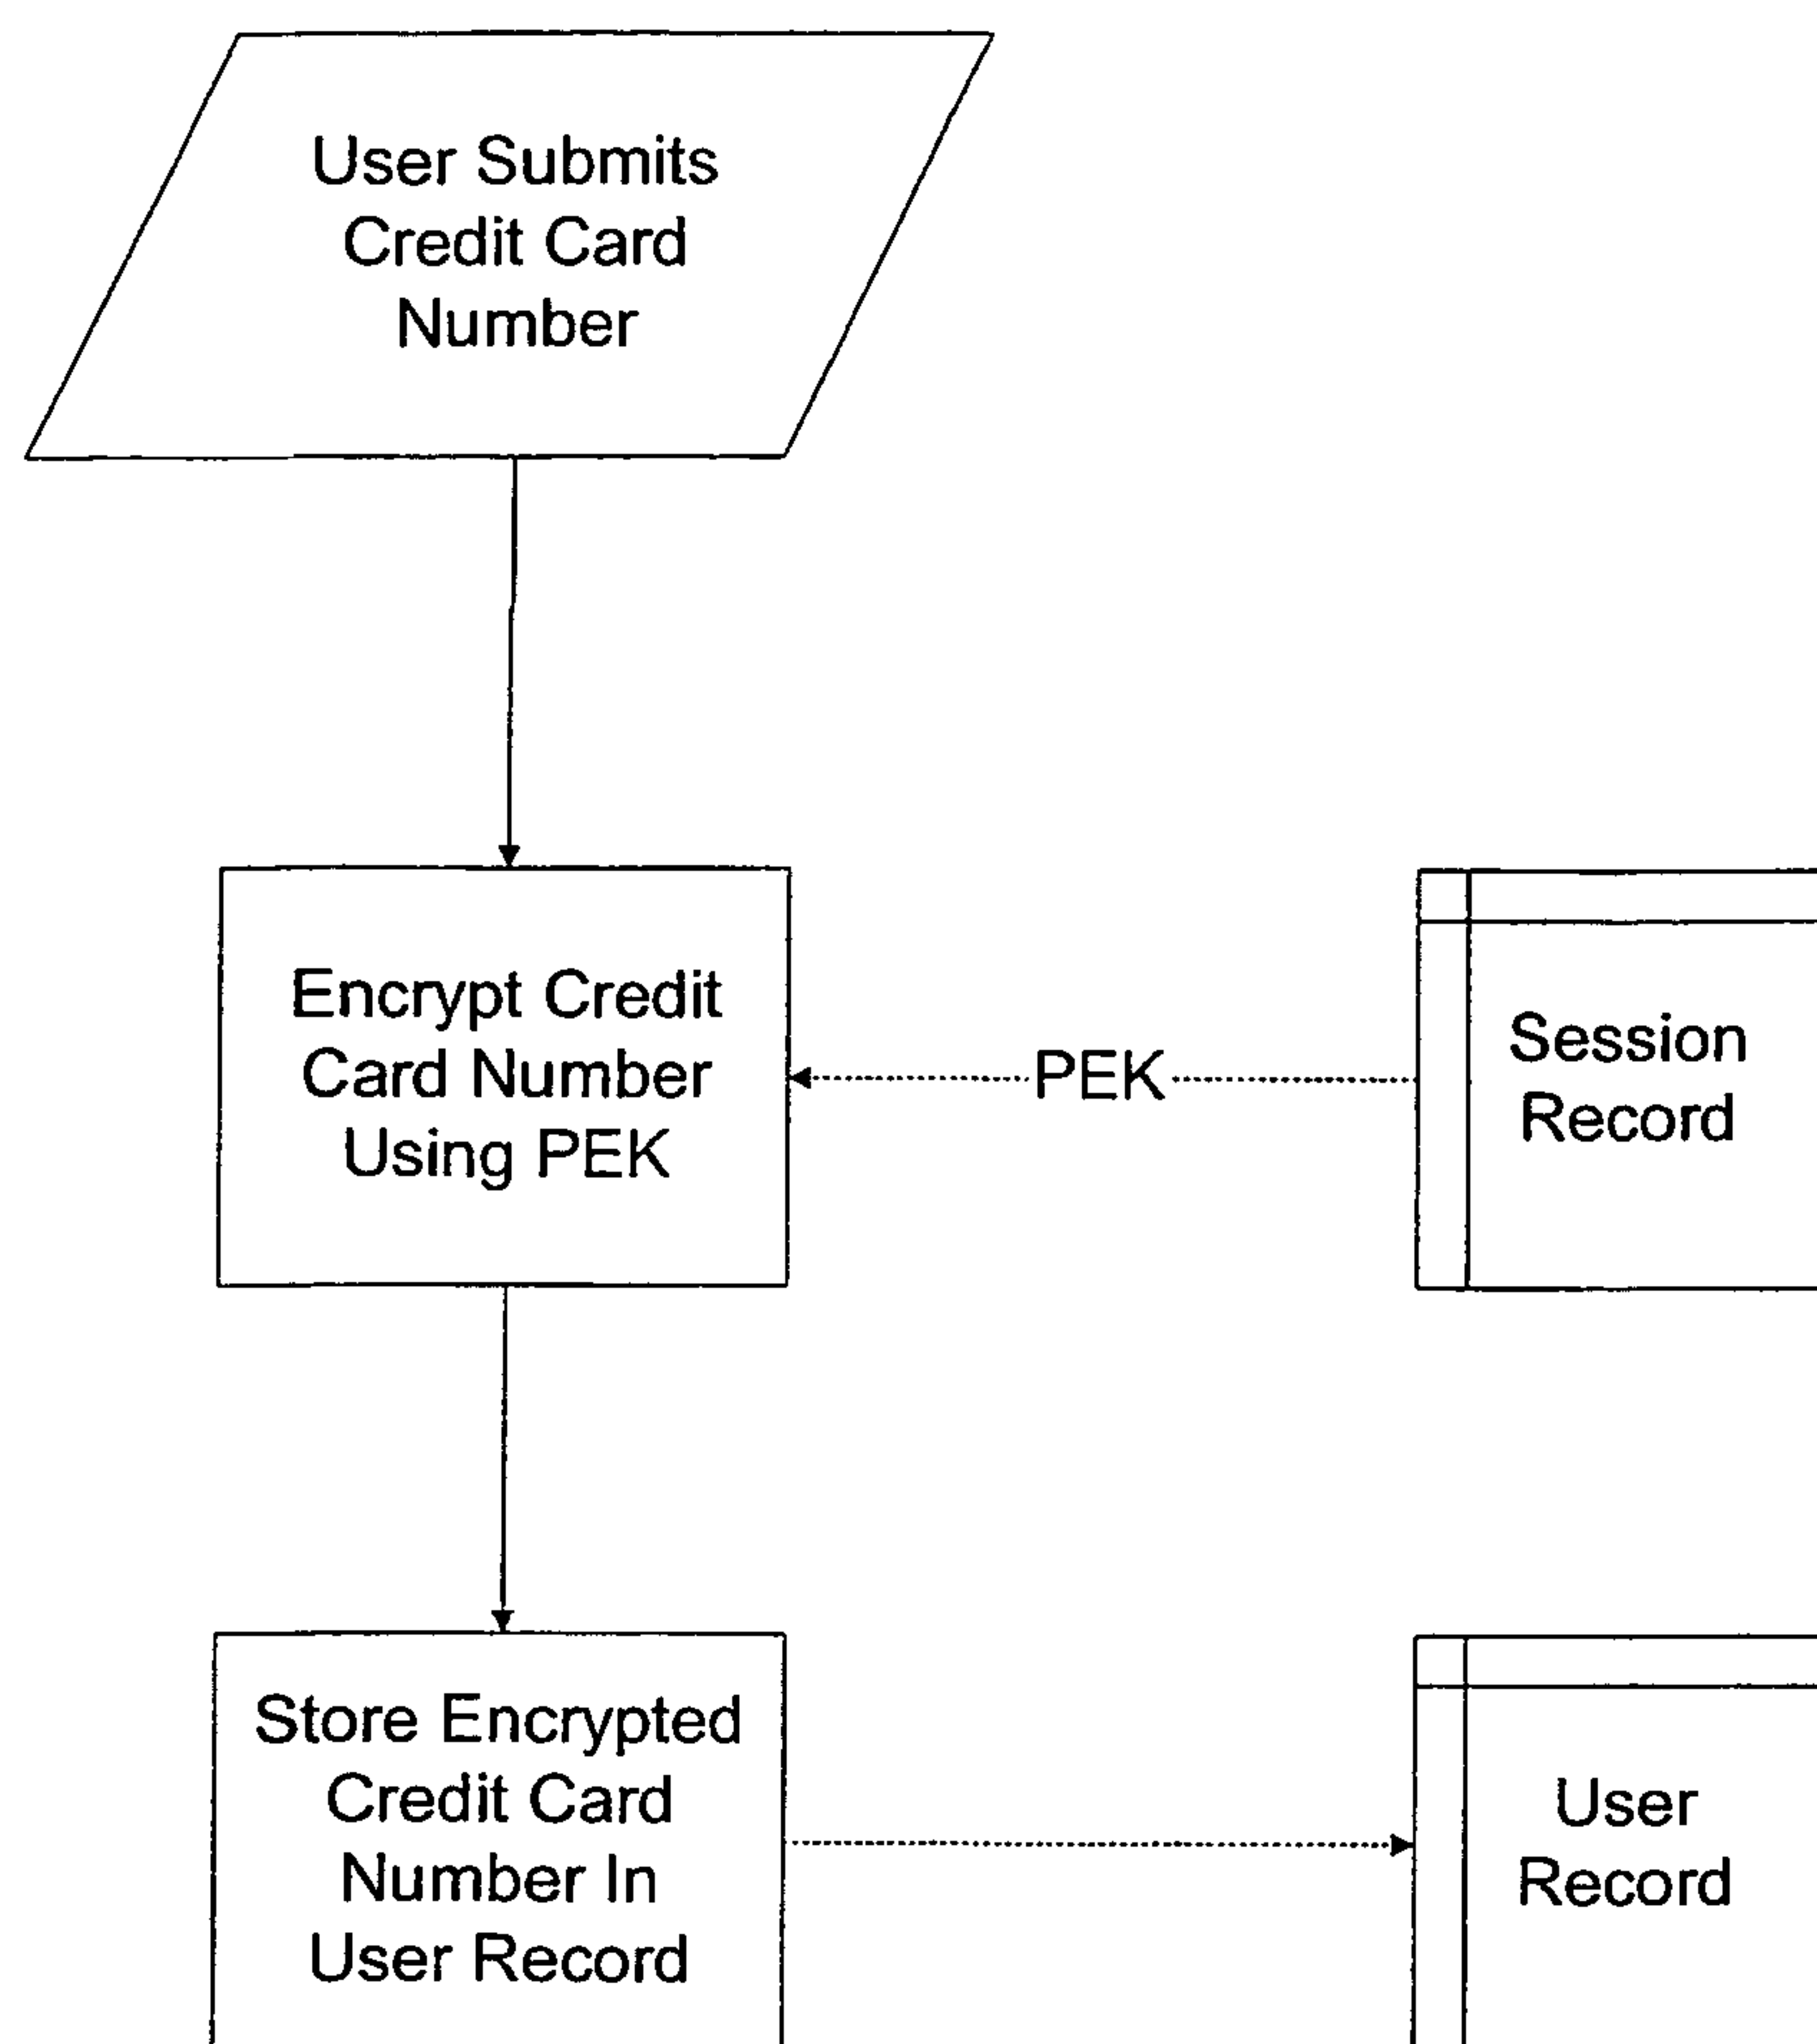 User Submits
Credit Card
Number
Encrypt Credit
Card Number
Using PEK
PEK
Session
Record
Store Encrypted
Credit Card
Number In
User Record
User
Record